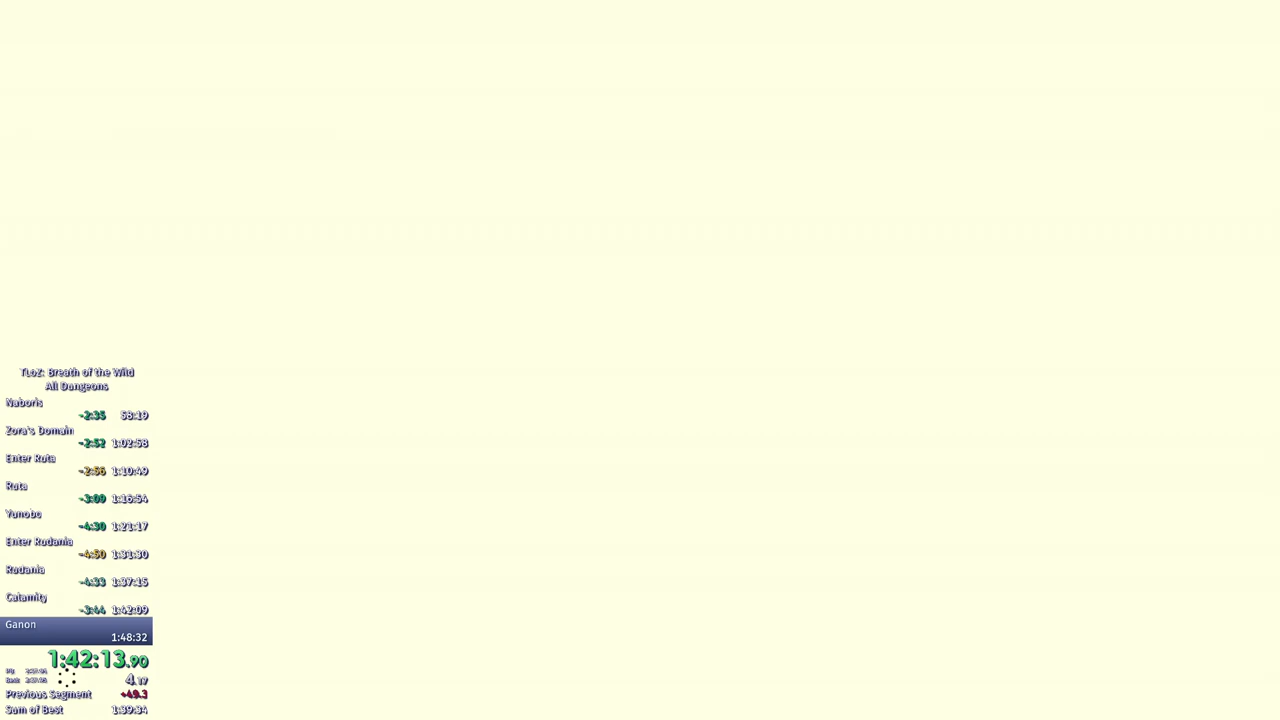 TLoZ: Breath of the Wild
All Dungeons
Naboris
-2:35 58:19
Zora's Domain
-2:52 1:02:58
Enter Ruta
-2:56 1:10:49
Ruta
-3:09 1:16:54
Yunobo
-4:30 1:21:17
Enter Rudania
-4:50 1:31:30
Rudania
-4:33 1:37:15
Calamity
-3:44 1:42:09
Ganon
1:48:32
1:42:13.90
4.17
Previous Segment +49.3
Sum of Best 1:39:34